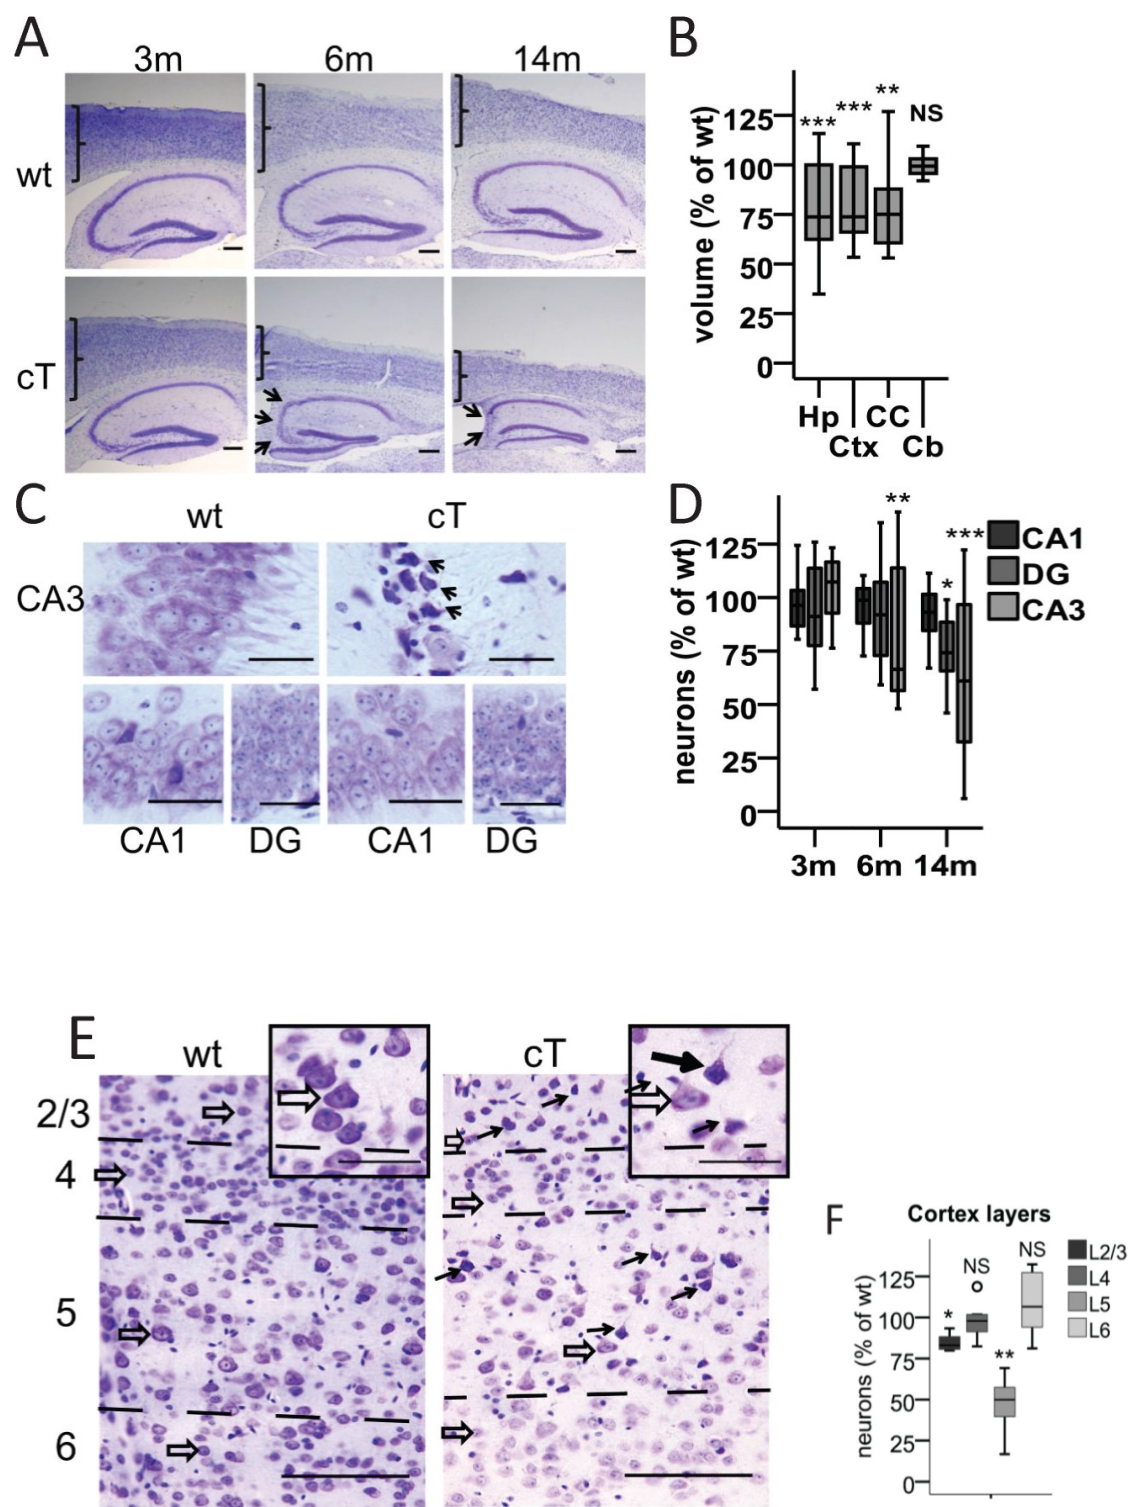 A
3m 6m 14m
wt
cT
B
volume (% of wt)
125
100
75
50
25
0
*** *** ** NS
Hp CC
Ctx Cb
C
wt cT
CA3
CA1 DG CA1 DG
D
neurons (% of wt)
125
100
75
50
25
0
**
*
***
CA1
DG
CA3
3m 6m 14m
E
wt cT
2/3
4
5
6
F
Cortex layers
neurons (% of wt)
125
100
75
50
25
0
*
NS
**
NS
L2/3
L4
L5
L6